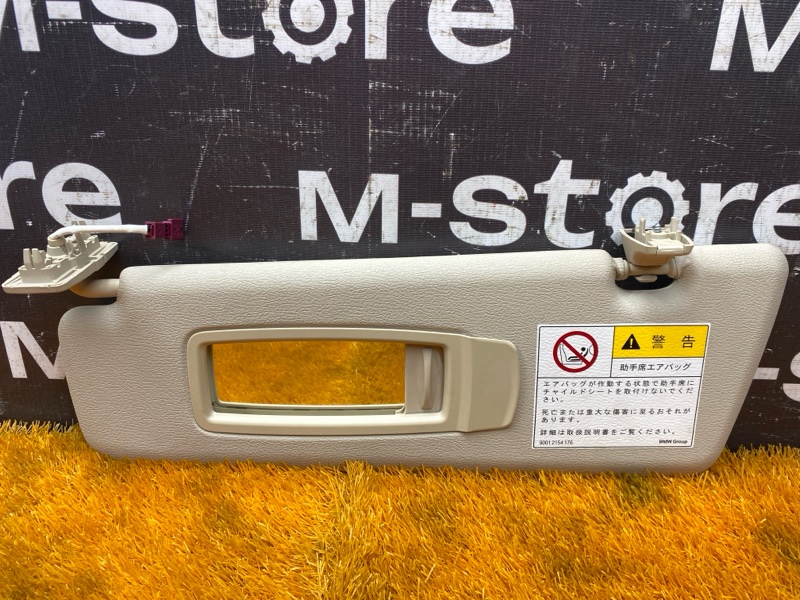 M-store
M-store
re
M-store
警告
助手席エアバッグ
エアバッグが作動する状態で助手席に
チャイルドシートを取付けないでくだ
さい。
死亡または重大な傷害に至るおそれが
あります。
詳細は取扱説明書をご覧ください。
9001 2154 176
BMW Group